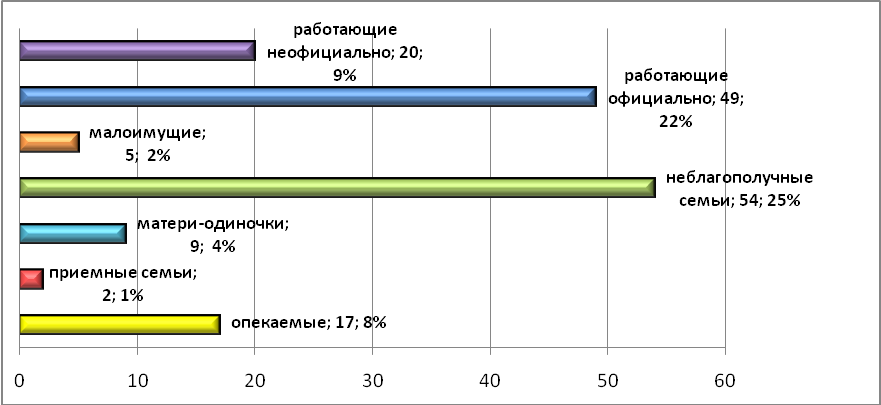 работающие
неофициально; 20;
9%
работающие
официально; 49;
22%
малоимущие;
5;  2%
неблагополучные
семьи; 54; 25%
матери-одиночки;
9;  4%
приемные семьи;
2; 1%
опекаемые; 17; 8%
0 10 20 30 40 50 60